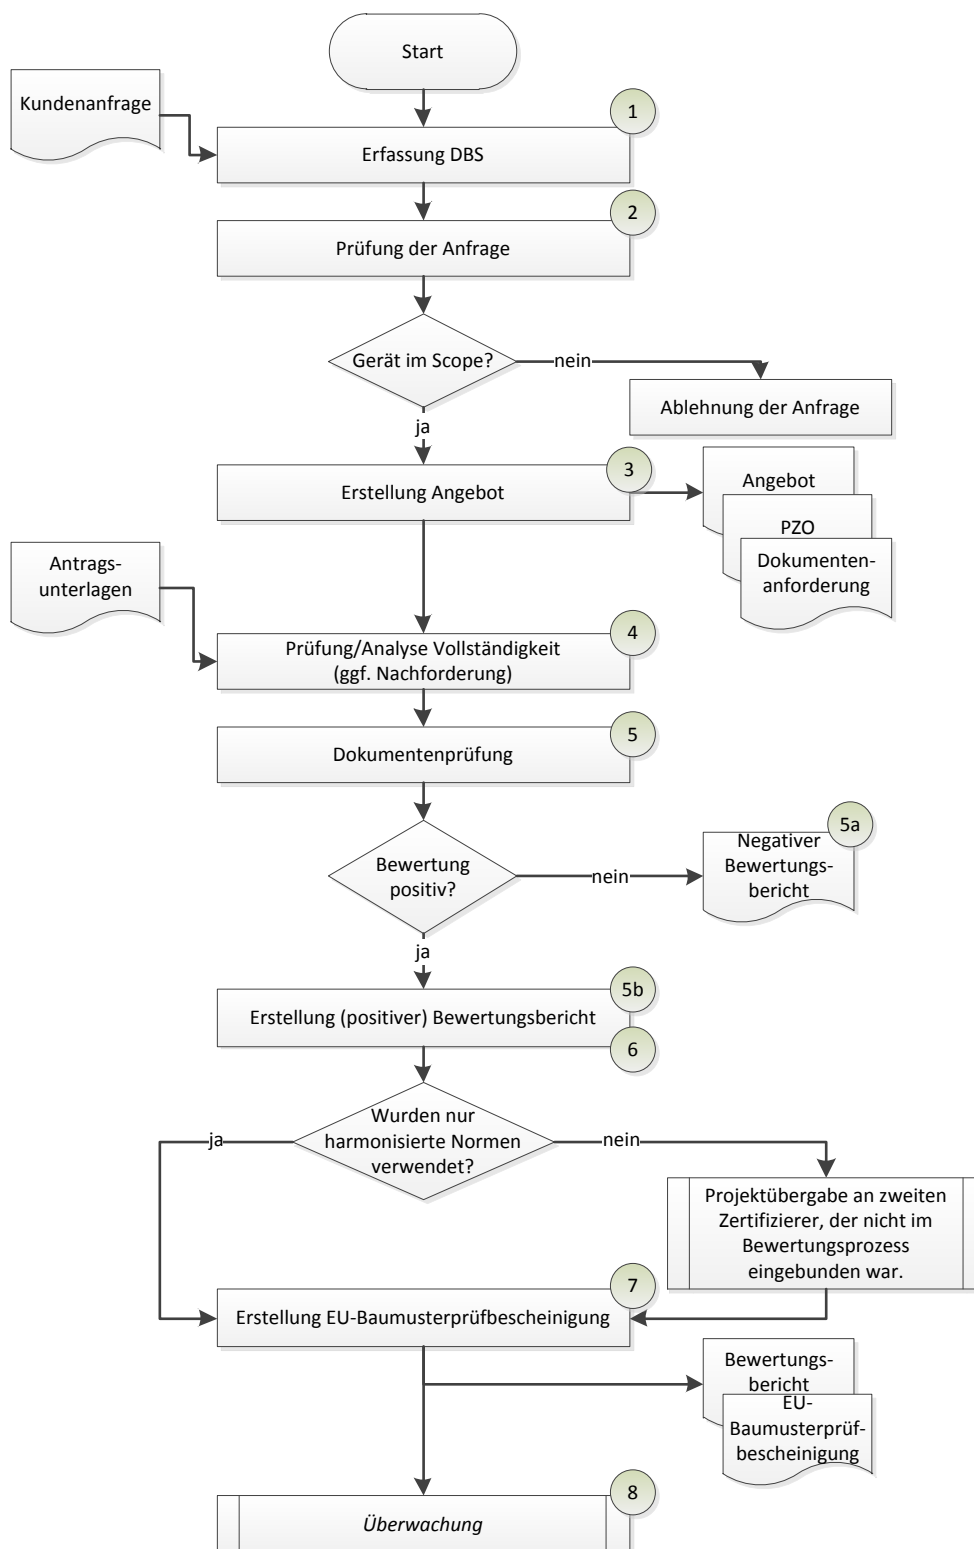 Start
Kundenanfrage
1
Erfassung DBS
2
Prüfung der Anfrage
Gerät im Scope?
nein
Ablehnung der Anfrage
ja
3
Erstellung Angebot
Angebot
PZO
Dokumenten-
anforderung
Antrags-
unterlagen
4
Prüfung/Analyse Vollständigkeit
(ggf. Nachforderung)
5
Dokumentenprüfung
Bewertung
positiv?
nein
5a
Negativer
Bewertungs-
bericht
ja
5b
Erstellung (positiver) Bewertungsbericht
6
Wurden nur
harmonisierte Normen
verwendet?
ja
nein
Projektübergabe an zweiten
Zertifizierer, der nicht im
Bewertungsprozess
eingebunden war.
7
Erstellung EU-Baumusterprüfbescheinigung
Bewertungs-
bericht
EU-
Baumusterprüf-
bescheinigung
8
Überwachung